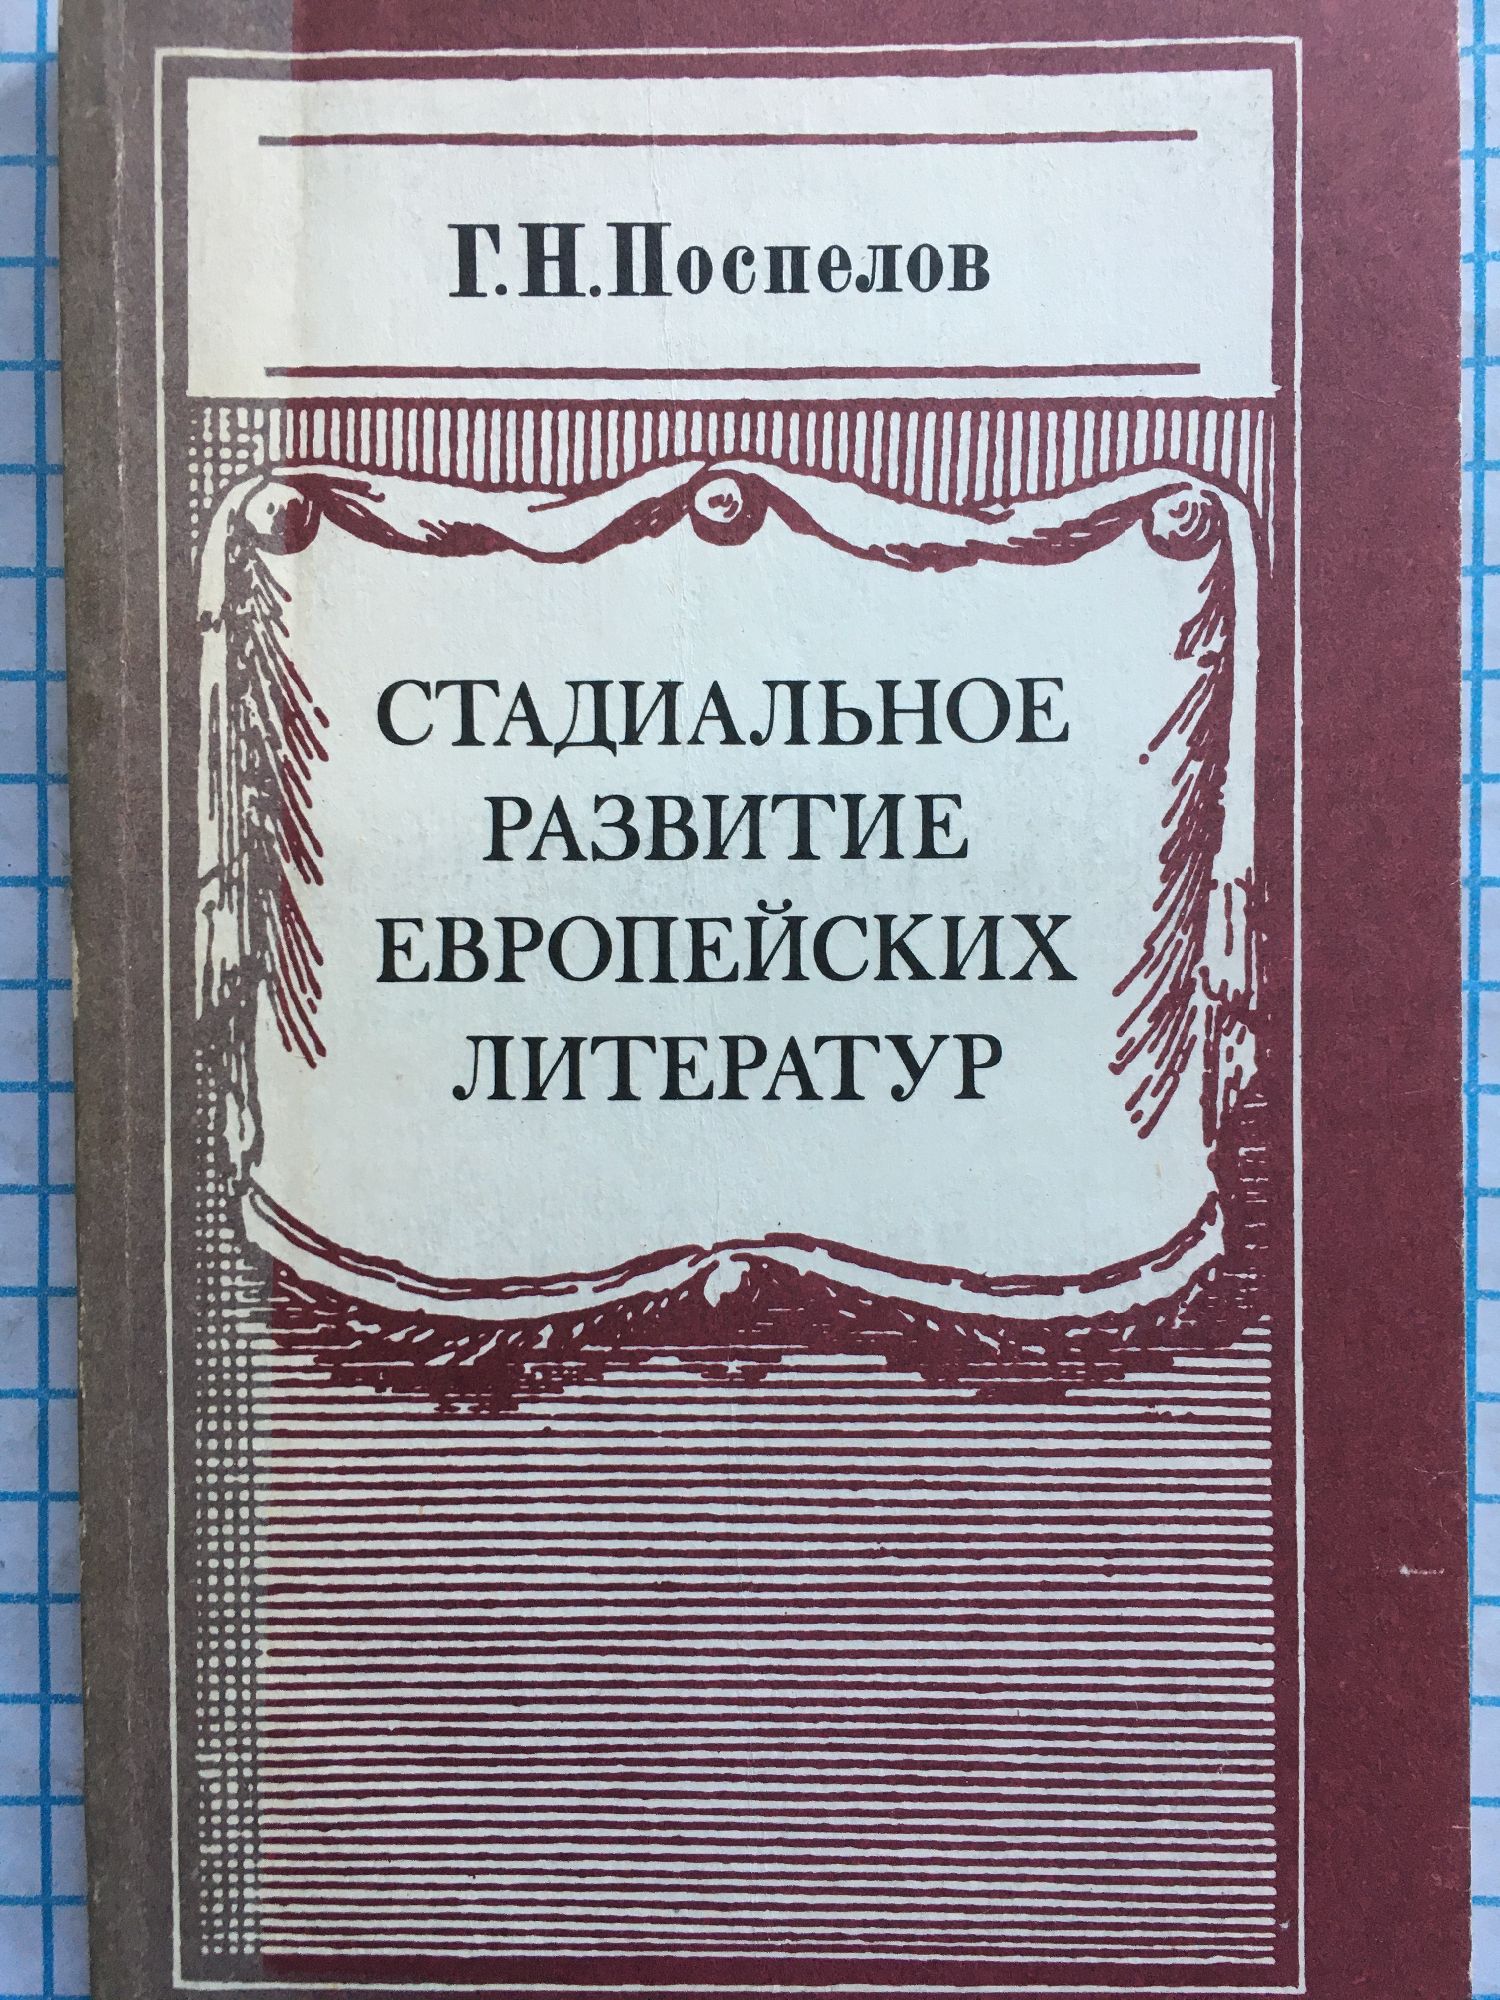 Г.Н.Поспелов
СТАДИАЛЬНОЕ
РАЗВИТИЕ
ЕВРОПЕЙСКИХ
ЛИТЕРАТУР